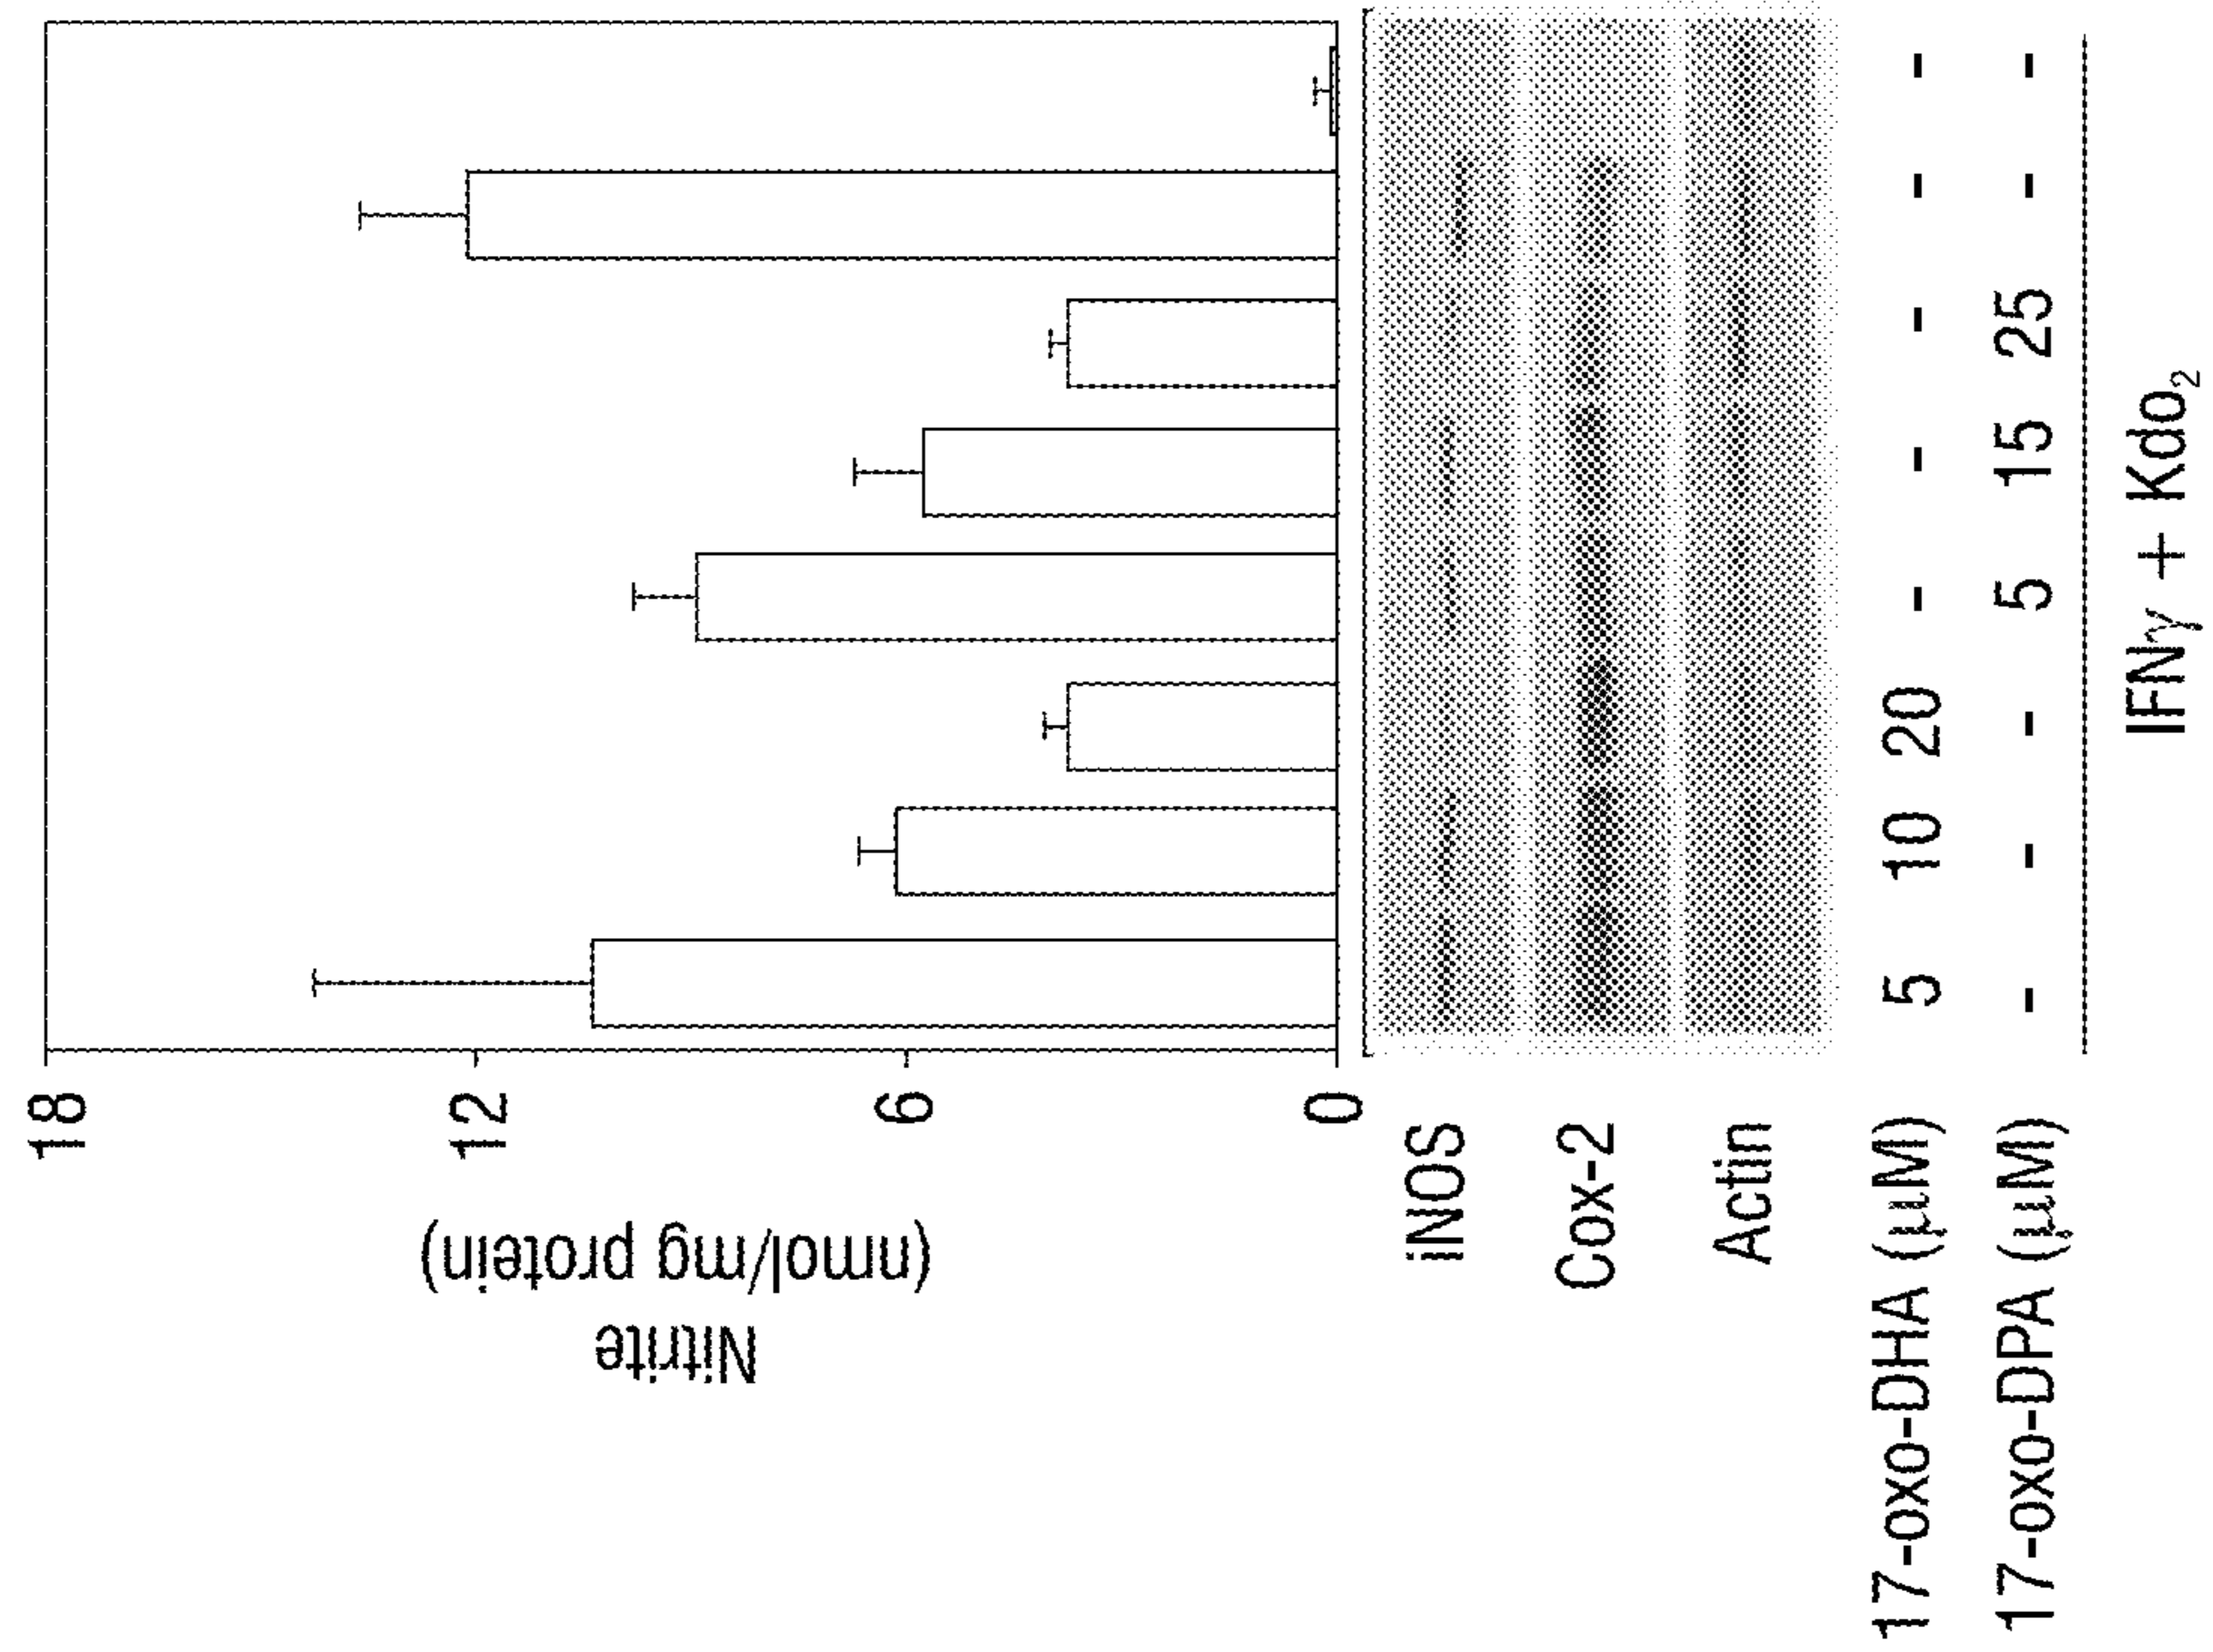 18
12
6
0
Nitrite
(nmol/mg protein)
iNOS
Cox-2
Actin
17-oxo-DHA (μM) 5 10 20 - - - - -
17-oxo-DPA (μM) - - - 5 15 25 - -
IFNγ + Kdo₂